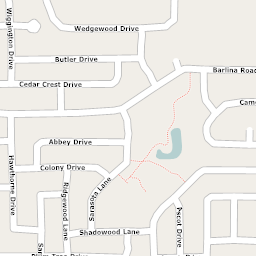 Wiggington Drive
Wedgewood Drive
Butler Drive
Barlina Road
Cedar Crest Drive
Abbey Drive
Colony Drive
Hawthorne Drive
Ridgewood Lane
Sarasota Lane
Ascot Drive
Shadowood Lane